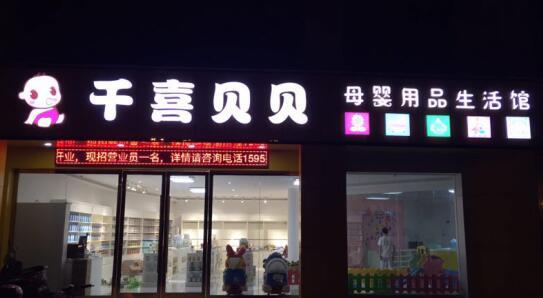 千喜贝贝
母婴用品生活馆
开业，现招营业员一名，详情请咨询电话1595